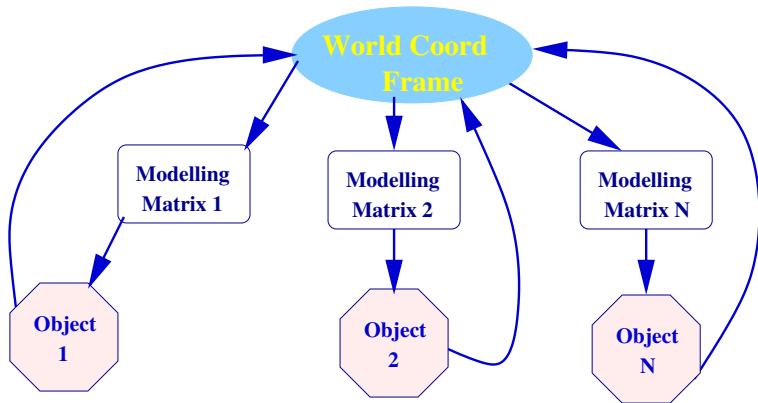 World Coord
Frame
Modelling
Matrix 1
Modelling
Matrix 2
Modelling
Matrix N
Object
1
Object
2
Object
N